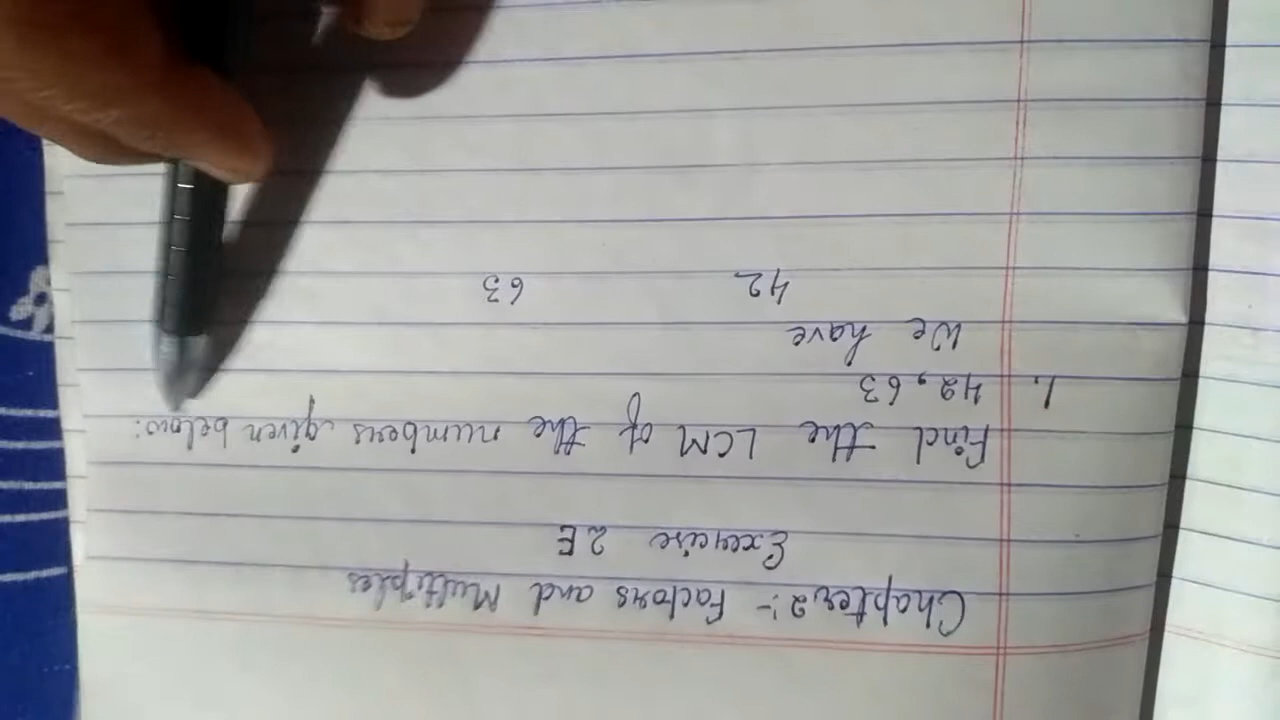 Chapter 2:- Factors and Multiples
Exercise 2E
Find the LCM of the numbers given below:
1. 42, 63
We have
42 63